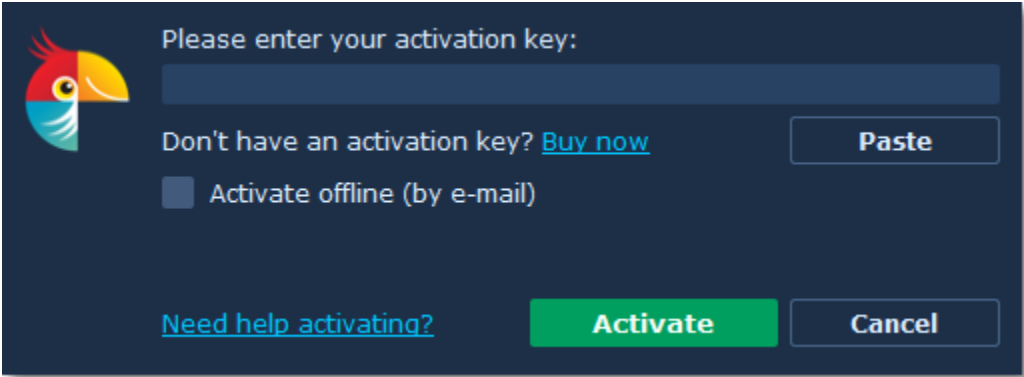 Please enter your activation key:
Don't have an activation key? Buy now
Paste
Activate offline (by e-mail)
Need help activating?
Activate
Cancel